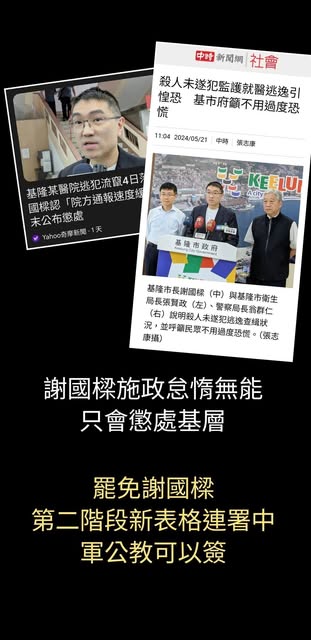 中時 新聞網 社會
殺人未遂犯監護就醫逃逸引
惶恐 基市府籲不用過度恐
慌
11:04 2024/05/21 中時 張志康
KEELUN
A city
基隆市政府
Keelung City Government
基隆市長謝國樑(中)與基隆市衛生
局長張賢政(左)、警察局長翁群仁
(右)說明殺人未遂犯逃逸查緝狀
況,並呼籲民眾不用過度恐慌。(張志
康攝)
基隆某醫院逃犯流竄4日落
國樑認「院方通報速度緩
末公布懲處
Yahoo奇摩新聞・1 天
謝國樑施政怠惰無能
只會懲處基層
罷免謝國樑
第二階段新表格連署中
軍公教可以簽